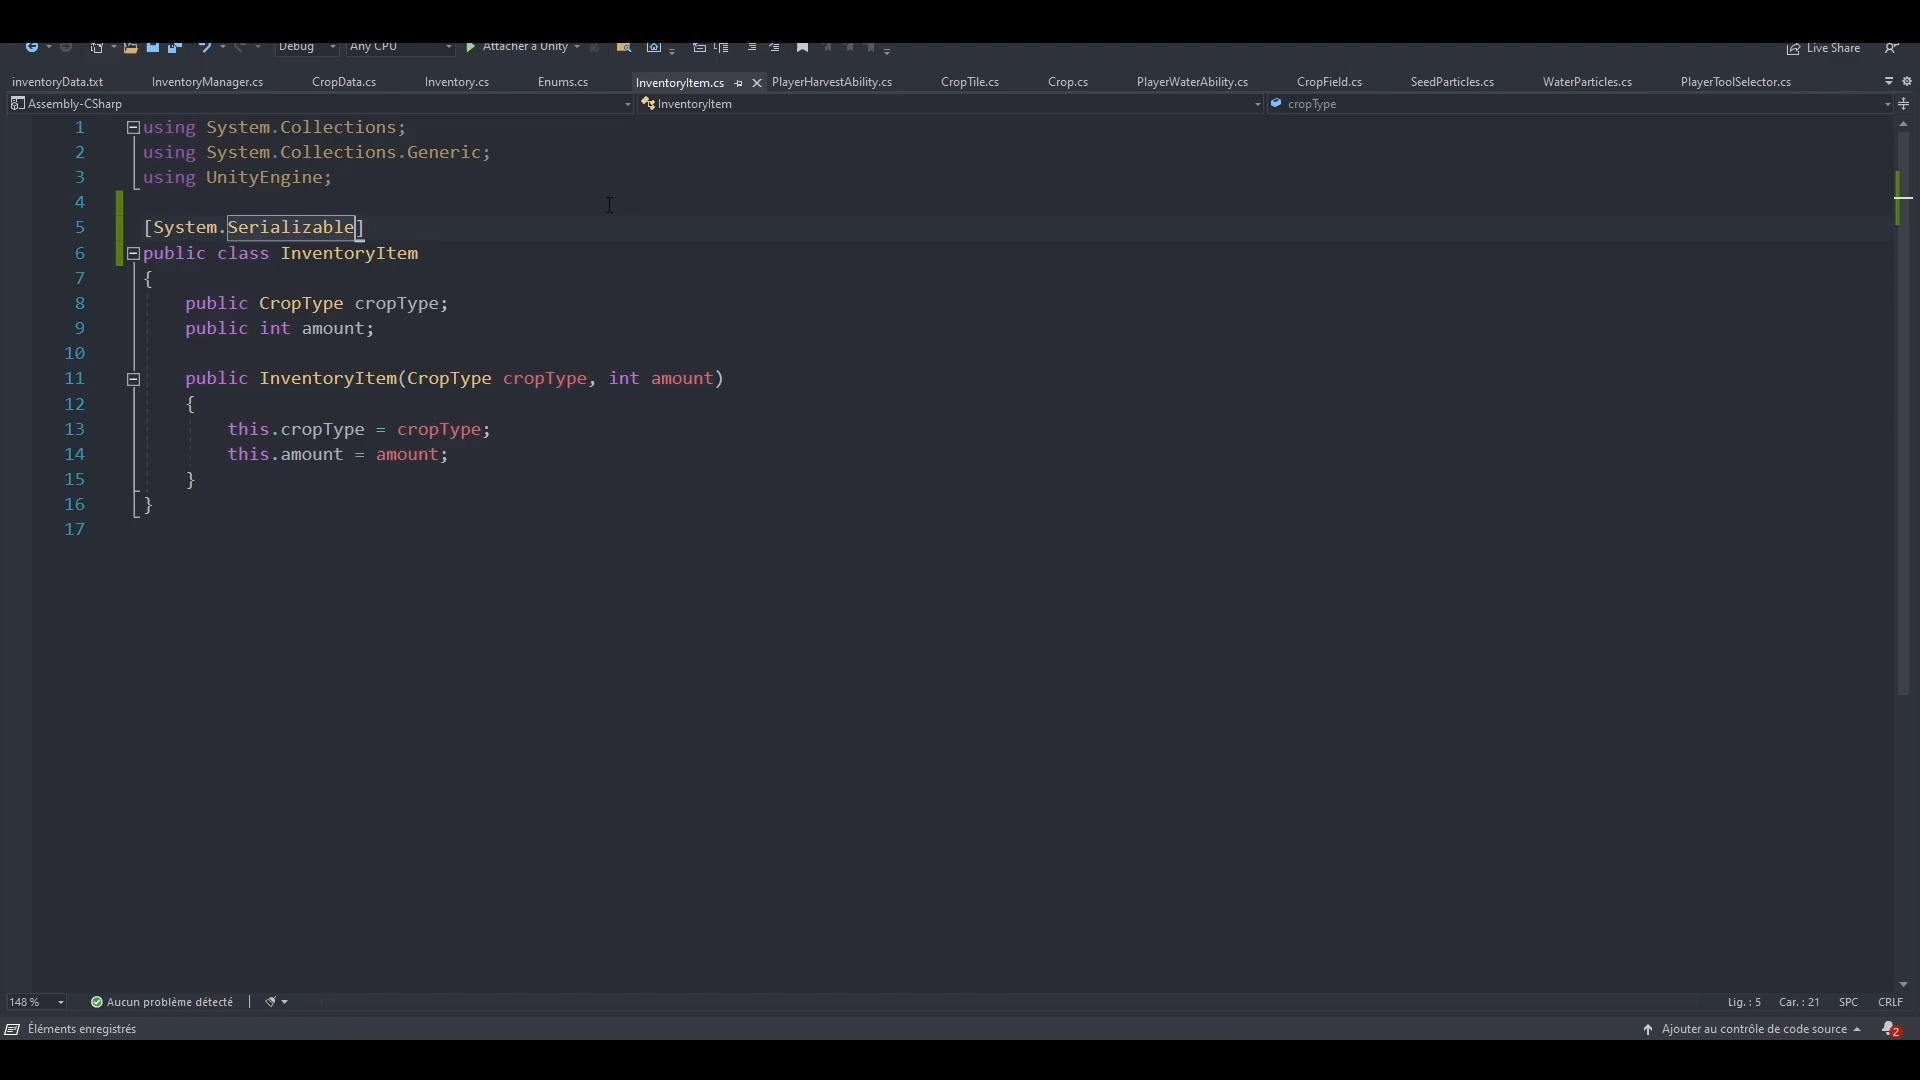 Debug Any CPU Attacher à Unity Live Share
inventoryData.txt InventoryManager.cs CropData.cs Inventory.cs Enums.cs InventoryItem.cs PlayerHarvestAbility.cs CropTile.cs Crop.cs PlayerWaterAbility.cs CropField.cs SeedParticles.cs WaterParticles.cs PlayerToolSelector.cs
Assembly-CSharp InventoryItem cropType
1 using System.Collections;
2 using System.Collections.Generic;
3 using UnityEngine;
4
5 [System.Serializable]
6 public class InventoryItem
7 {
8 public CropType cropType;
9 public int amount;
10
11 public InventoryItem(CropType cropType, int amount)
12 {
13 this.cropType = cropType;
14 this.amount = amount;
15 }
16 }
17
148 % Aucun problème détecté Lig. : 5 Car. : 21 SPC CRLF
Éléments enregistrés Ajouter au contrôle de code source 2